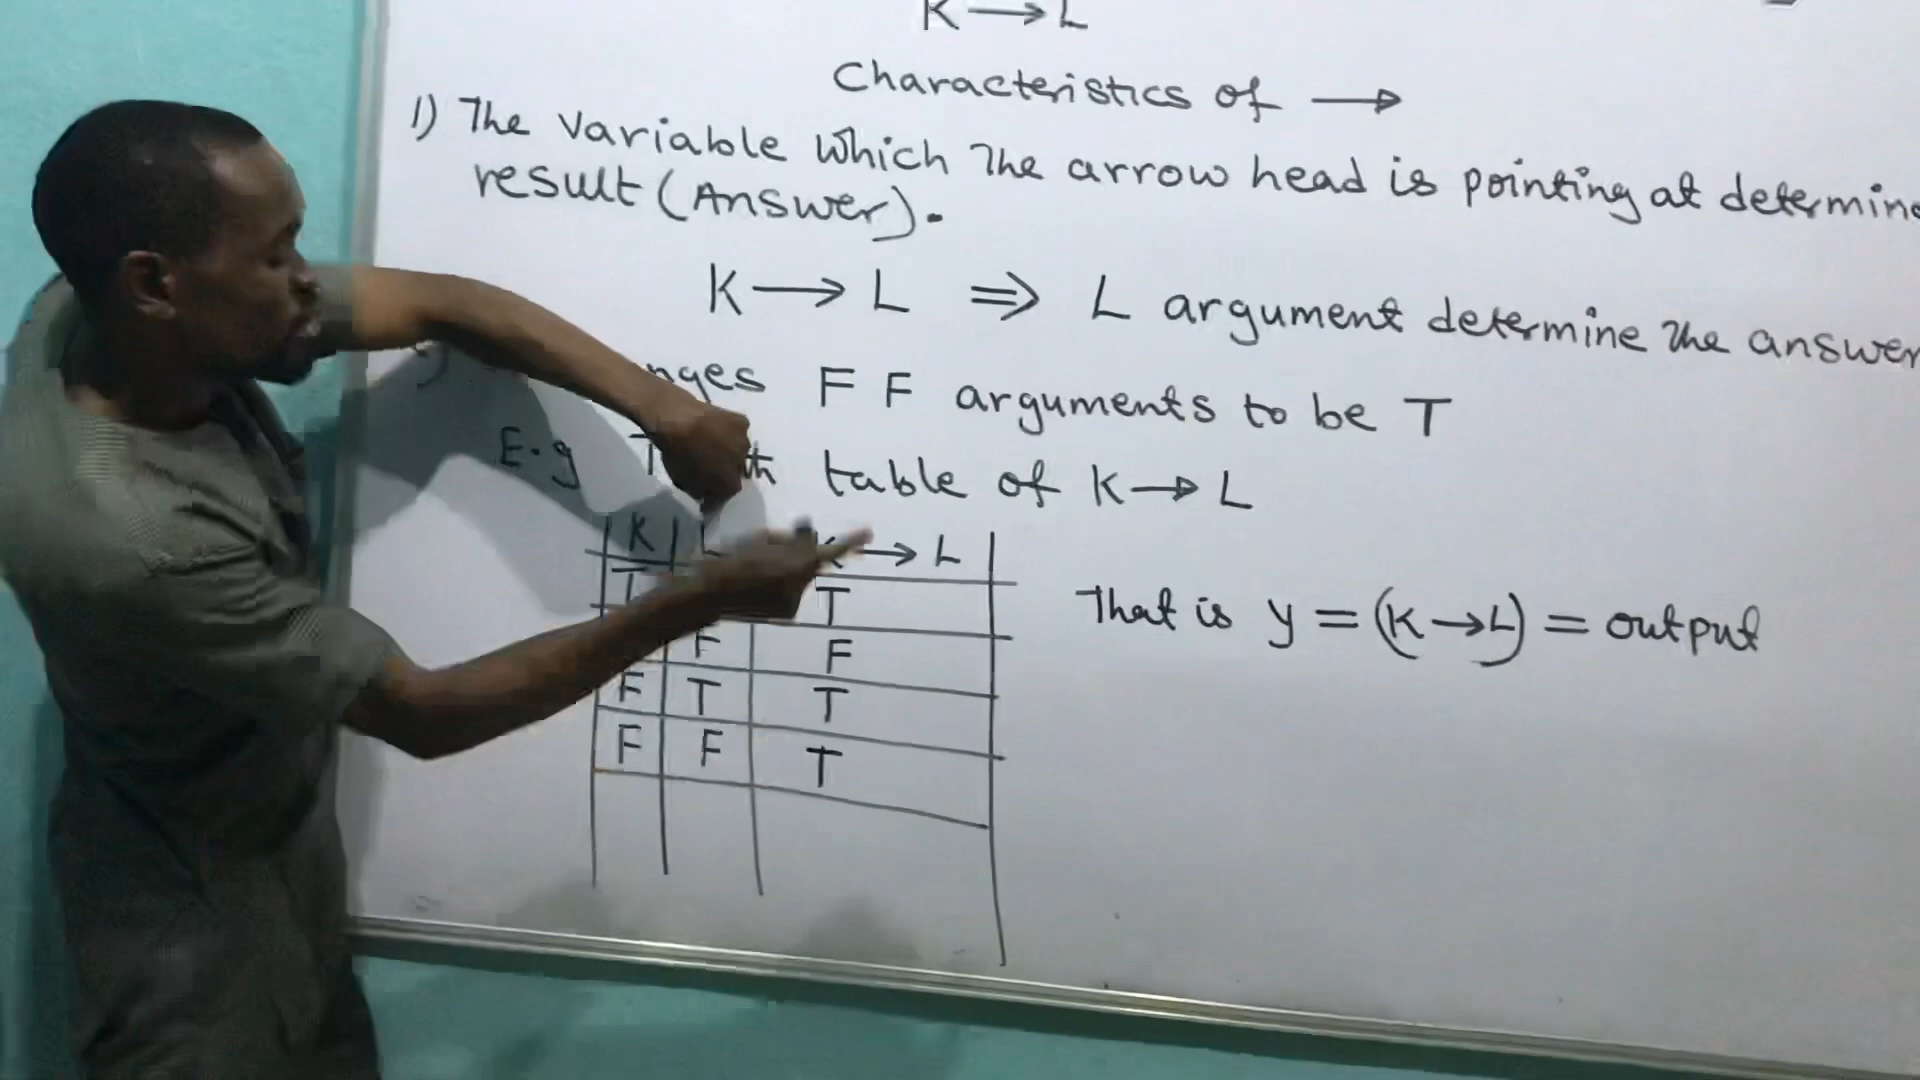 K → L
Characteristics of →
1) The variable which the arrow head is pointing at determine
result (Answer).
K → L ⇒ L argument determine the answer
F F arguments to be T
E.g table of K → L
K K → L
T T
F F
F T T
F F T
That is y = (K → L) = output